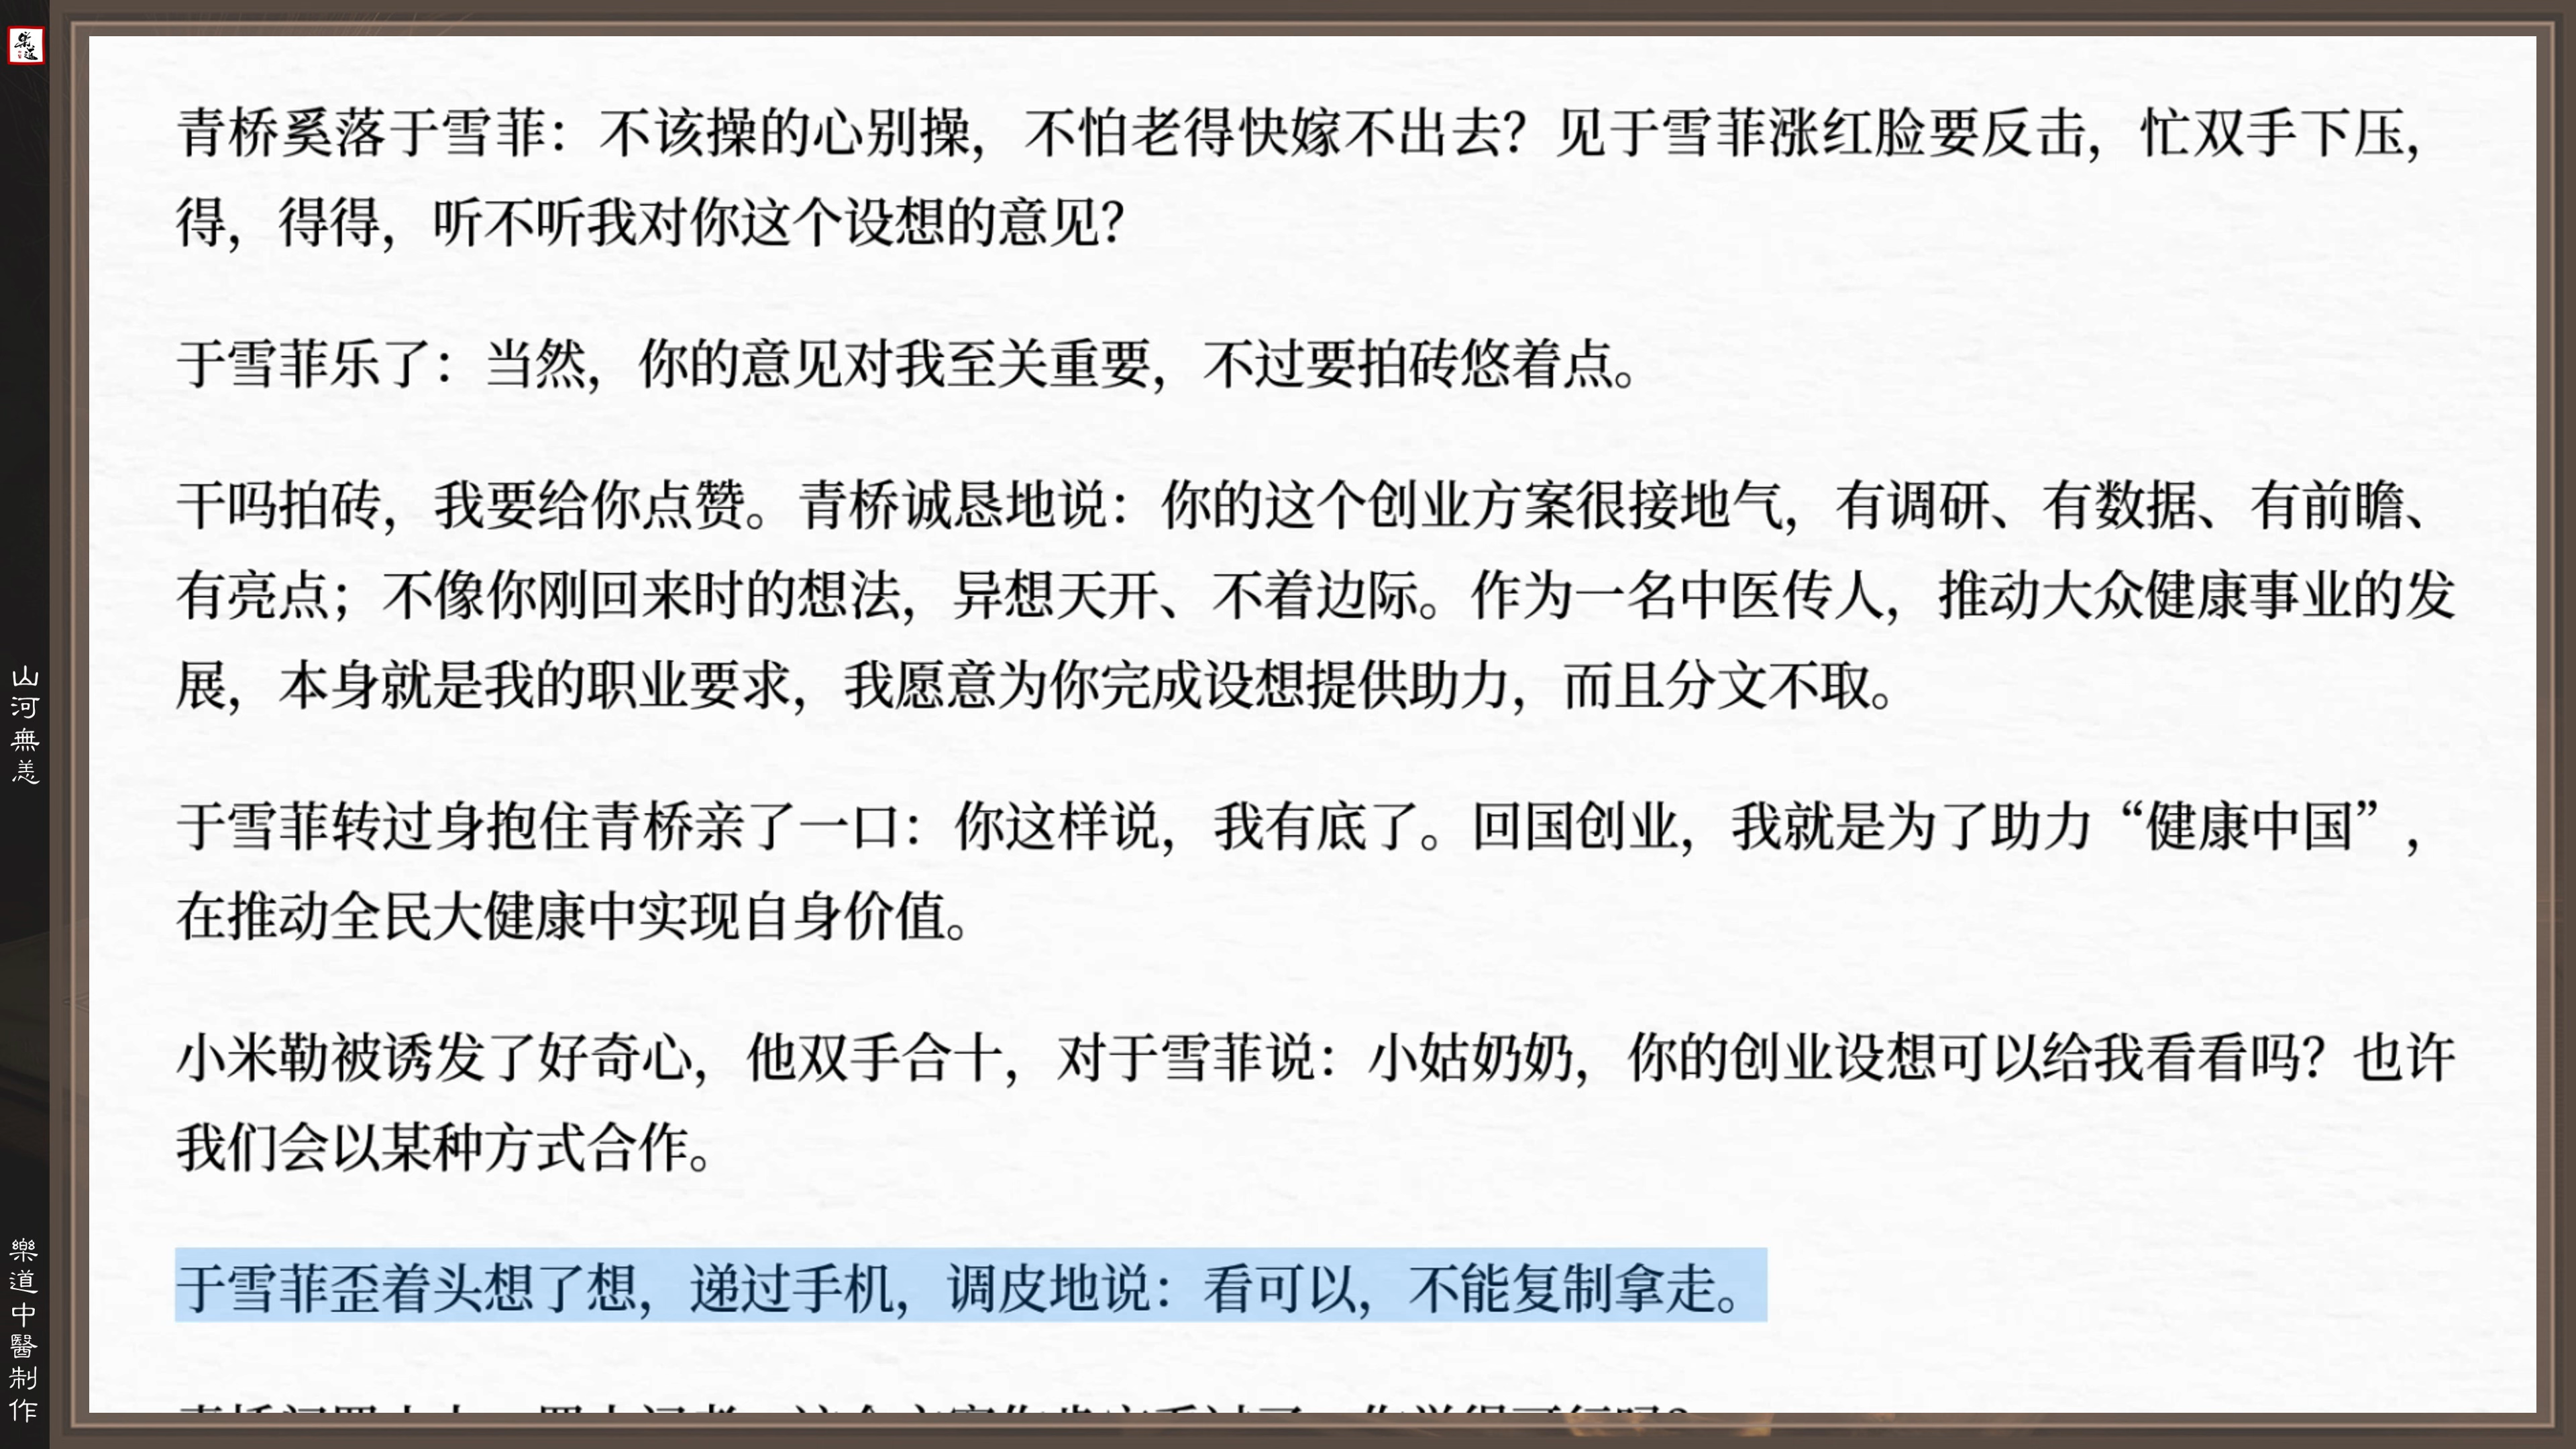 樂道
山河無恙
樂道中醫制作
青桥奚落于雪菲：不该操的心别操，不怕老得快嫁不出去？见于雪菲涨红脸要反击，忙双手下压，
得，得得，听不听我对你这个设想的意见？
于雪菲乐了：当然，你的意见对我至关重要，不过要拍砖悠着点。
干吗拍砖，我要给你点赞。青桥诚恳地说：你的这个创业方案很接地气，有调研、有数据、有前瞻、
有亮点；不像你刚回来时的想法，异想天开、不着边际。作为一名中医传人，推动大众健康事业的发
展，本身就是我的职业要求，我愿意为你完成设想提供助力，而且分文不取。
于雪菲转过身抱住青桥亲了一口：你这样说，我有底了。回国创业，我就是为了助力“健康中国”，
在推动全民大健康中实现自身价值。
小米勒被诱发了好奇心，他双手合十，对于雪菲说：小姑奶奶，你的创业设想可以给我看看吗？也许
我们会以某种方式合作。
于雪菲歪着头想了想，递过手机，调皮地说：看可以，不能复制拿走。